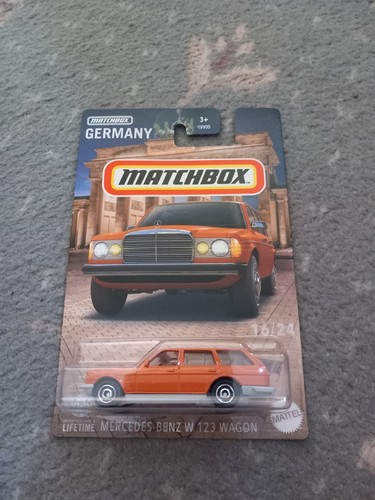 MATCHBOX
GERMANY
3+
MATCHBOX
16/24
LIFETIME MERCEDES-BENZ W 123 WAGON
MATTEL